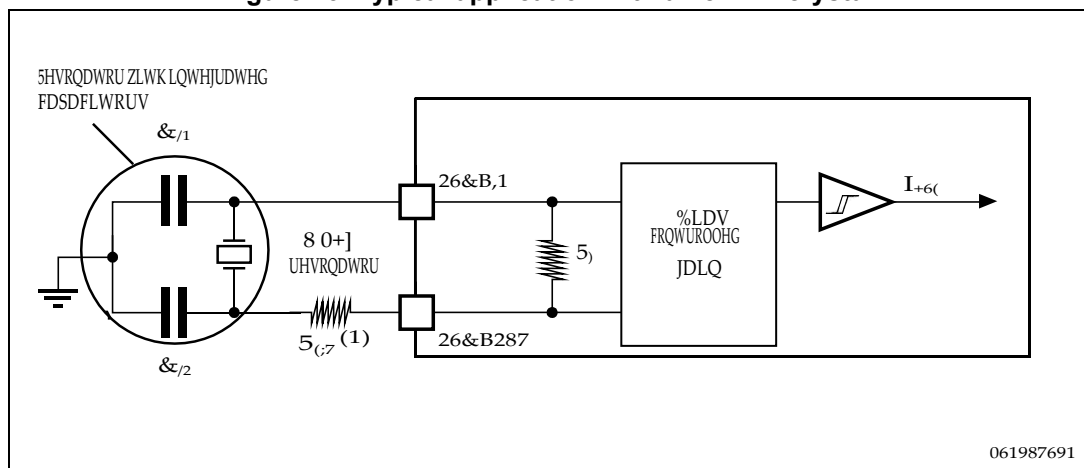 5HVRQDWRU ZLWK LQWHJUDWHG
FDSDFLWRUV
&/1
26&B,1
I+6(
8 0+]
UHVRQDWRU
5)
%LDV
FRQWUROOHG
JDLQ
5(;7 (1)
26&B287
&/2
061987691